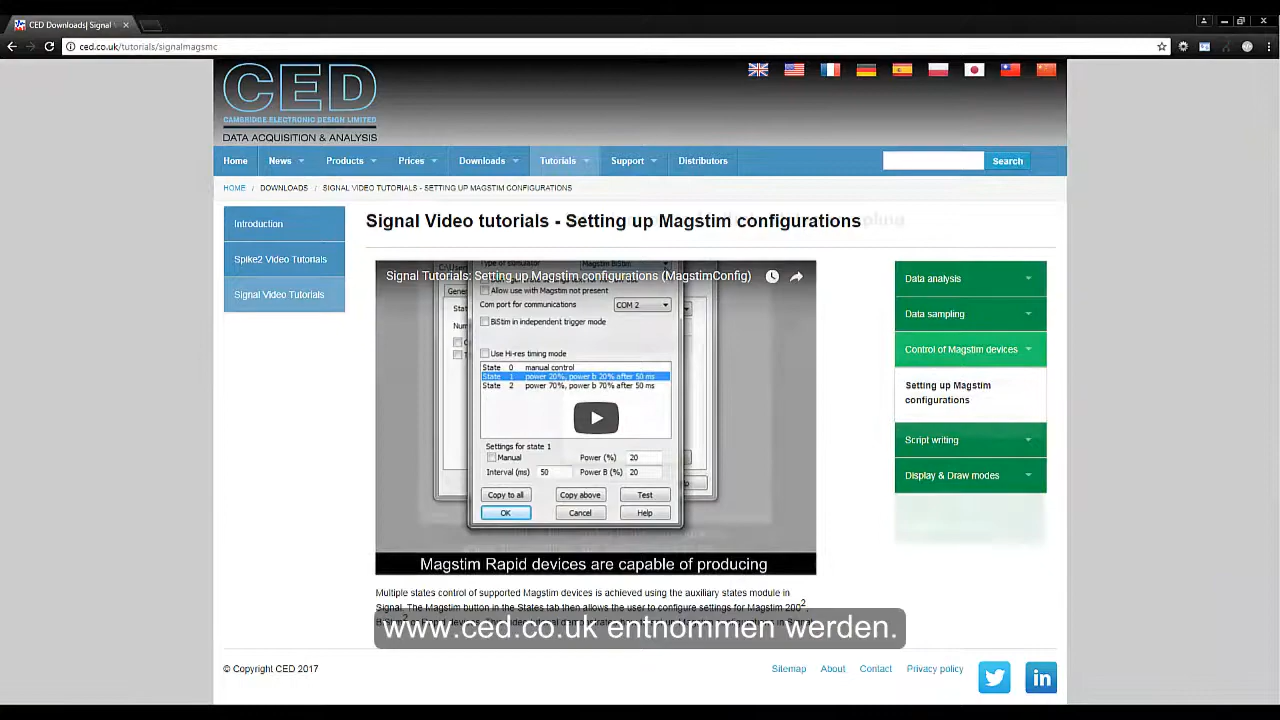 CED Downloads| Signal
ced.co.uk/tutorials/signalmagsmc
CED
CAMBRIDGE ELECTRONIC DESIGN LIMITED
DATA ACQUISITION & ANALYSIS
Home News Products Prices Downloads Tutorials Support Distributors Search
HOME / DOWNLOADS / SIGNAL VIDEO TUTORIALS - SETTING UP MAGSTIM CONFIGURATIONS
Introduction
Spike2 Video Tutorials
Signal Video Tutorials
Signal Video tutorials - Setting up Magstim configurations
Signal Tutorials: Setting up Magstim configurations (MagstimConfig)
Allow use with Magstim not present
Com port for communications COM 2
BiStim in independent trigger mode
Use Hi-res timing mode
State 0 manual control
State 1 power 20%, power b 20% after 50 ms
State 2 power 70%, power b 70% after 50 ms
Settings for state 1
Manual Power (%) 20
Interval (ms) 50 Power B (%) 20
Copy to all Copy above Test
OK Cancel Help
Magstim Rapid devices are capable of producing
Data analysis
Data sampling
Control of Magstim devices
Setting up Magstim
configurations
Script writing
Display & Draw modes
Multiple states control of supported Magstim devices is achieved using the auxiliary states module in
Signal. The Magstim button in the States tab then allows the user to configure settings for Magstim 200²,
www.ced.co.uk entnommen werden.
© Copyright CED 2017
Sitemap About Contact Privacy policy